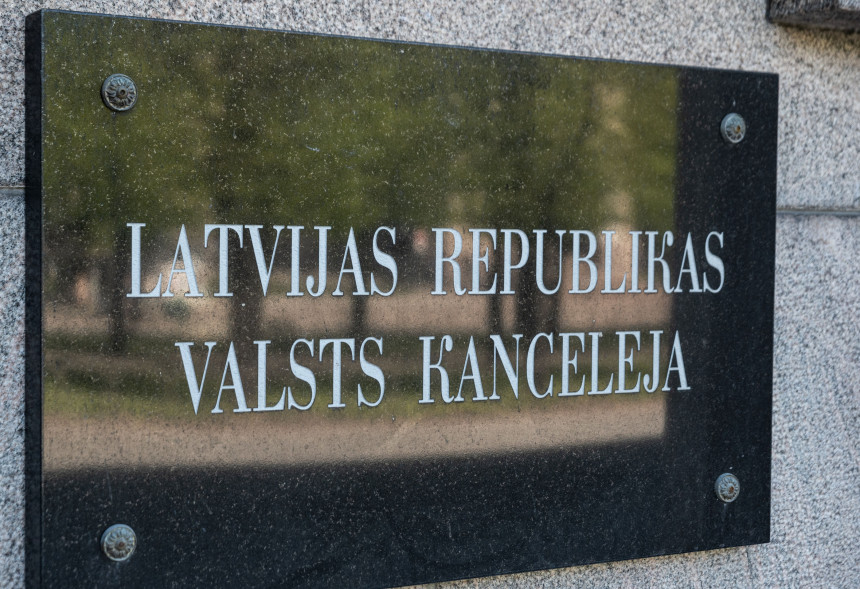 LATVIJAS REPUBLIKAS
VALSTS KANCELEJA